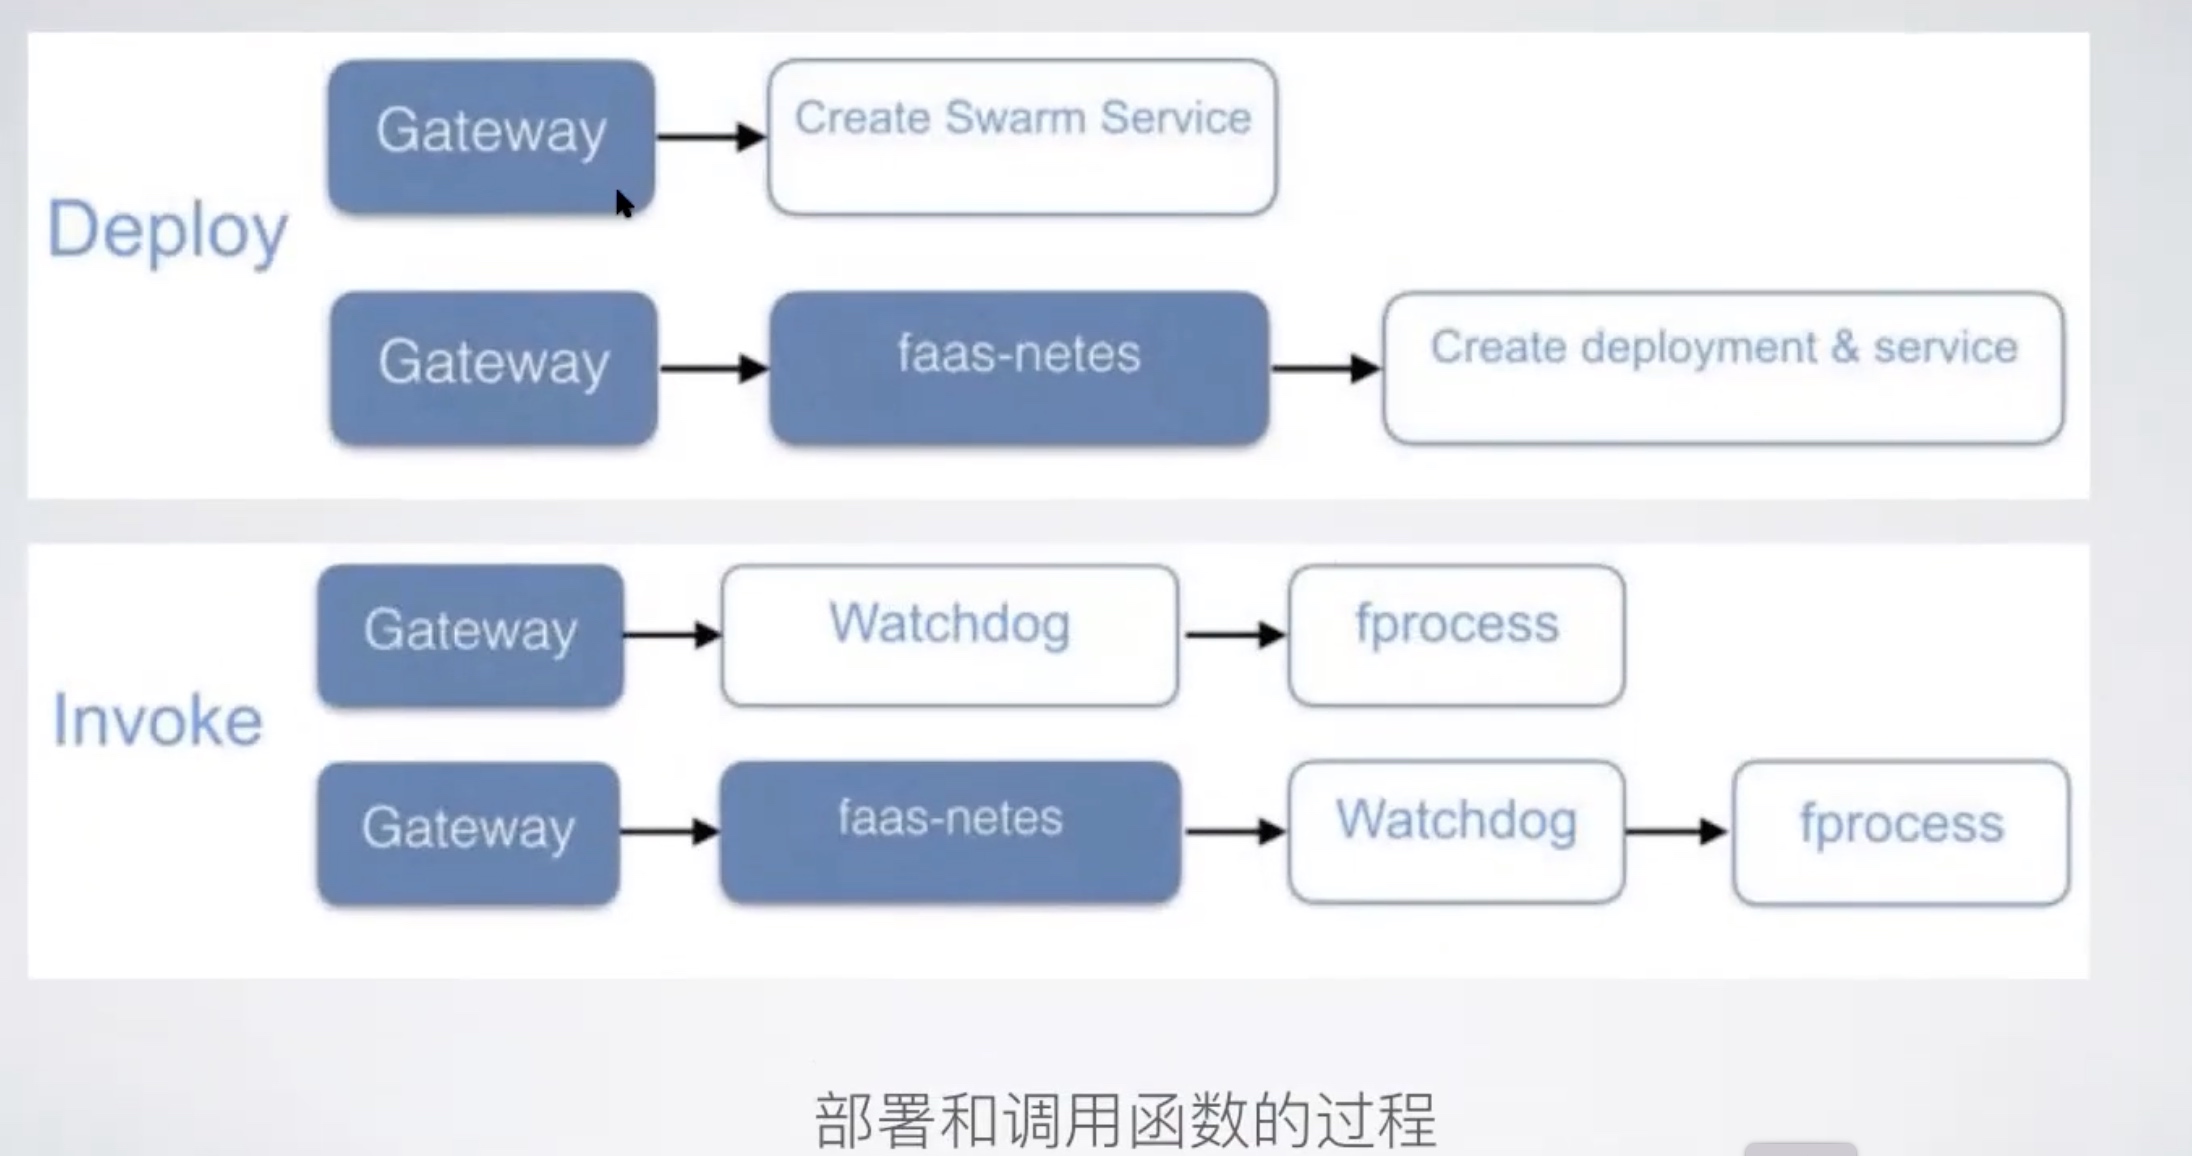 Deploy
Gateway
Create Swarm Service
Gateway
faas-netes
Create deployment & service
Invoke
Gateway
Watchdog
fprocess
Gateway
faas-netes
Watchdog
fprocess
部署和调用函数的过程